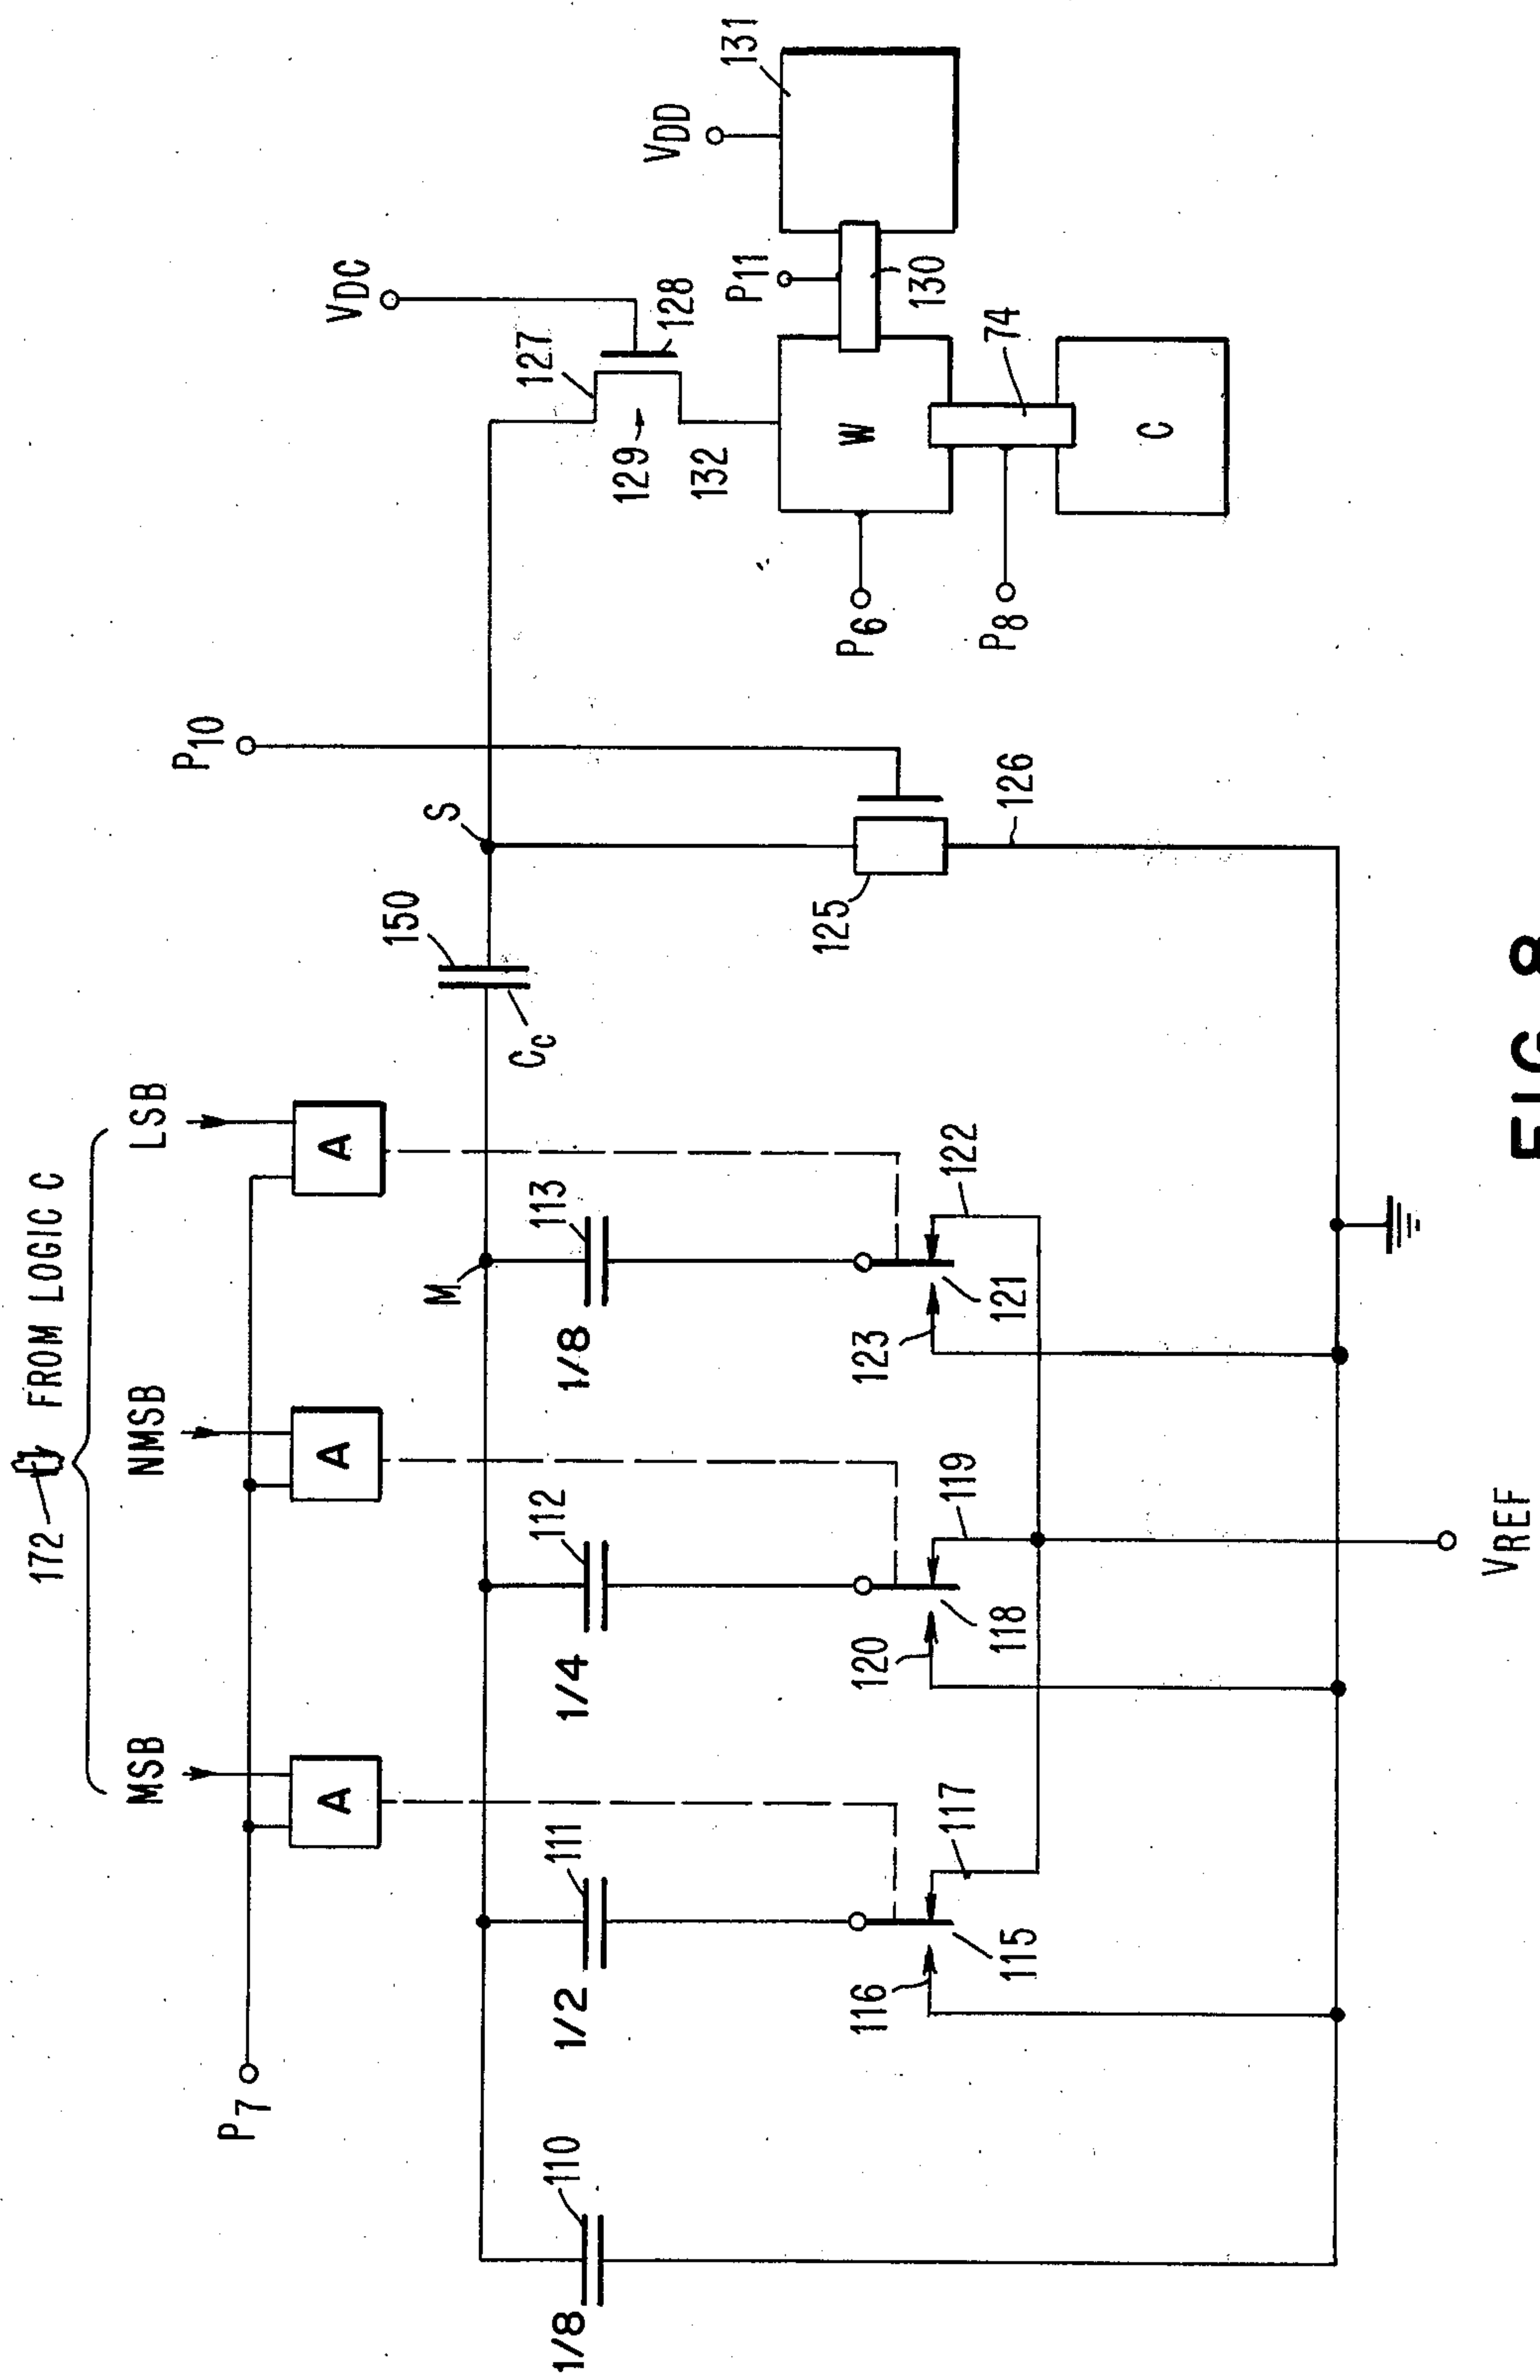 172 FROM LOGIC C
MSB
NMSB
LSB
P7
A
A
A
P10
VDC
S
150
CC
M
127
128
129
132
VDD
131
P11
130
W
P6
74
P8
C
1/8
110
1/2
111
1/4
112
1/8
113
116
117
115
120
119
118
123
122
121
125
126
VREF
FIG 8